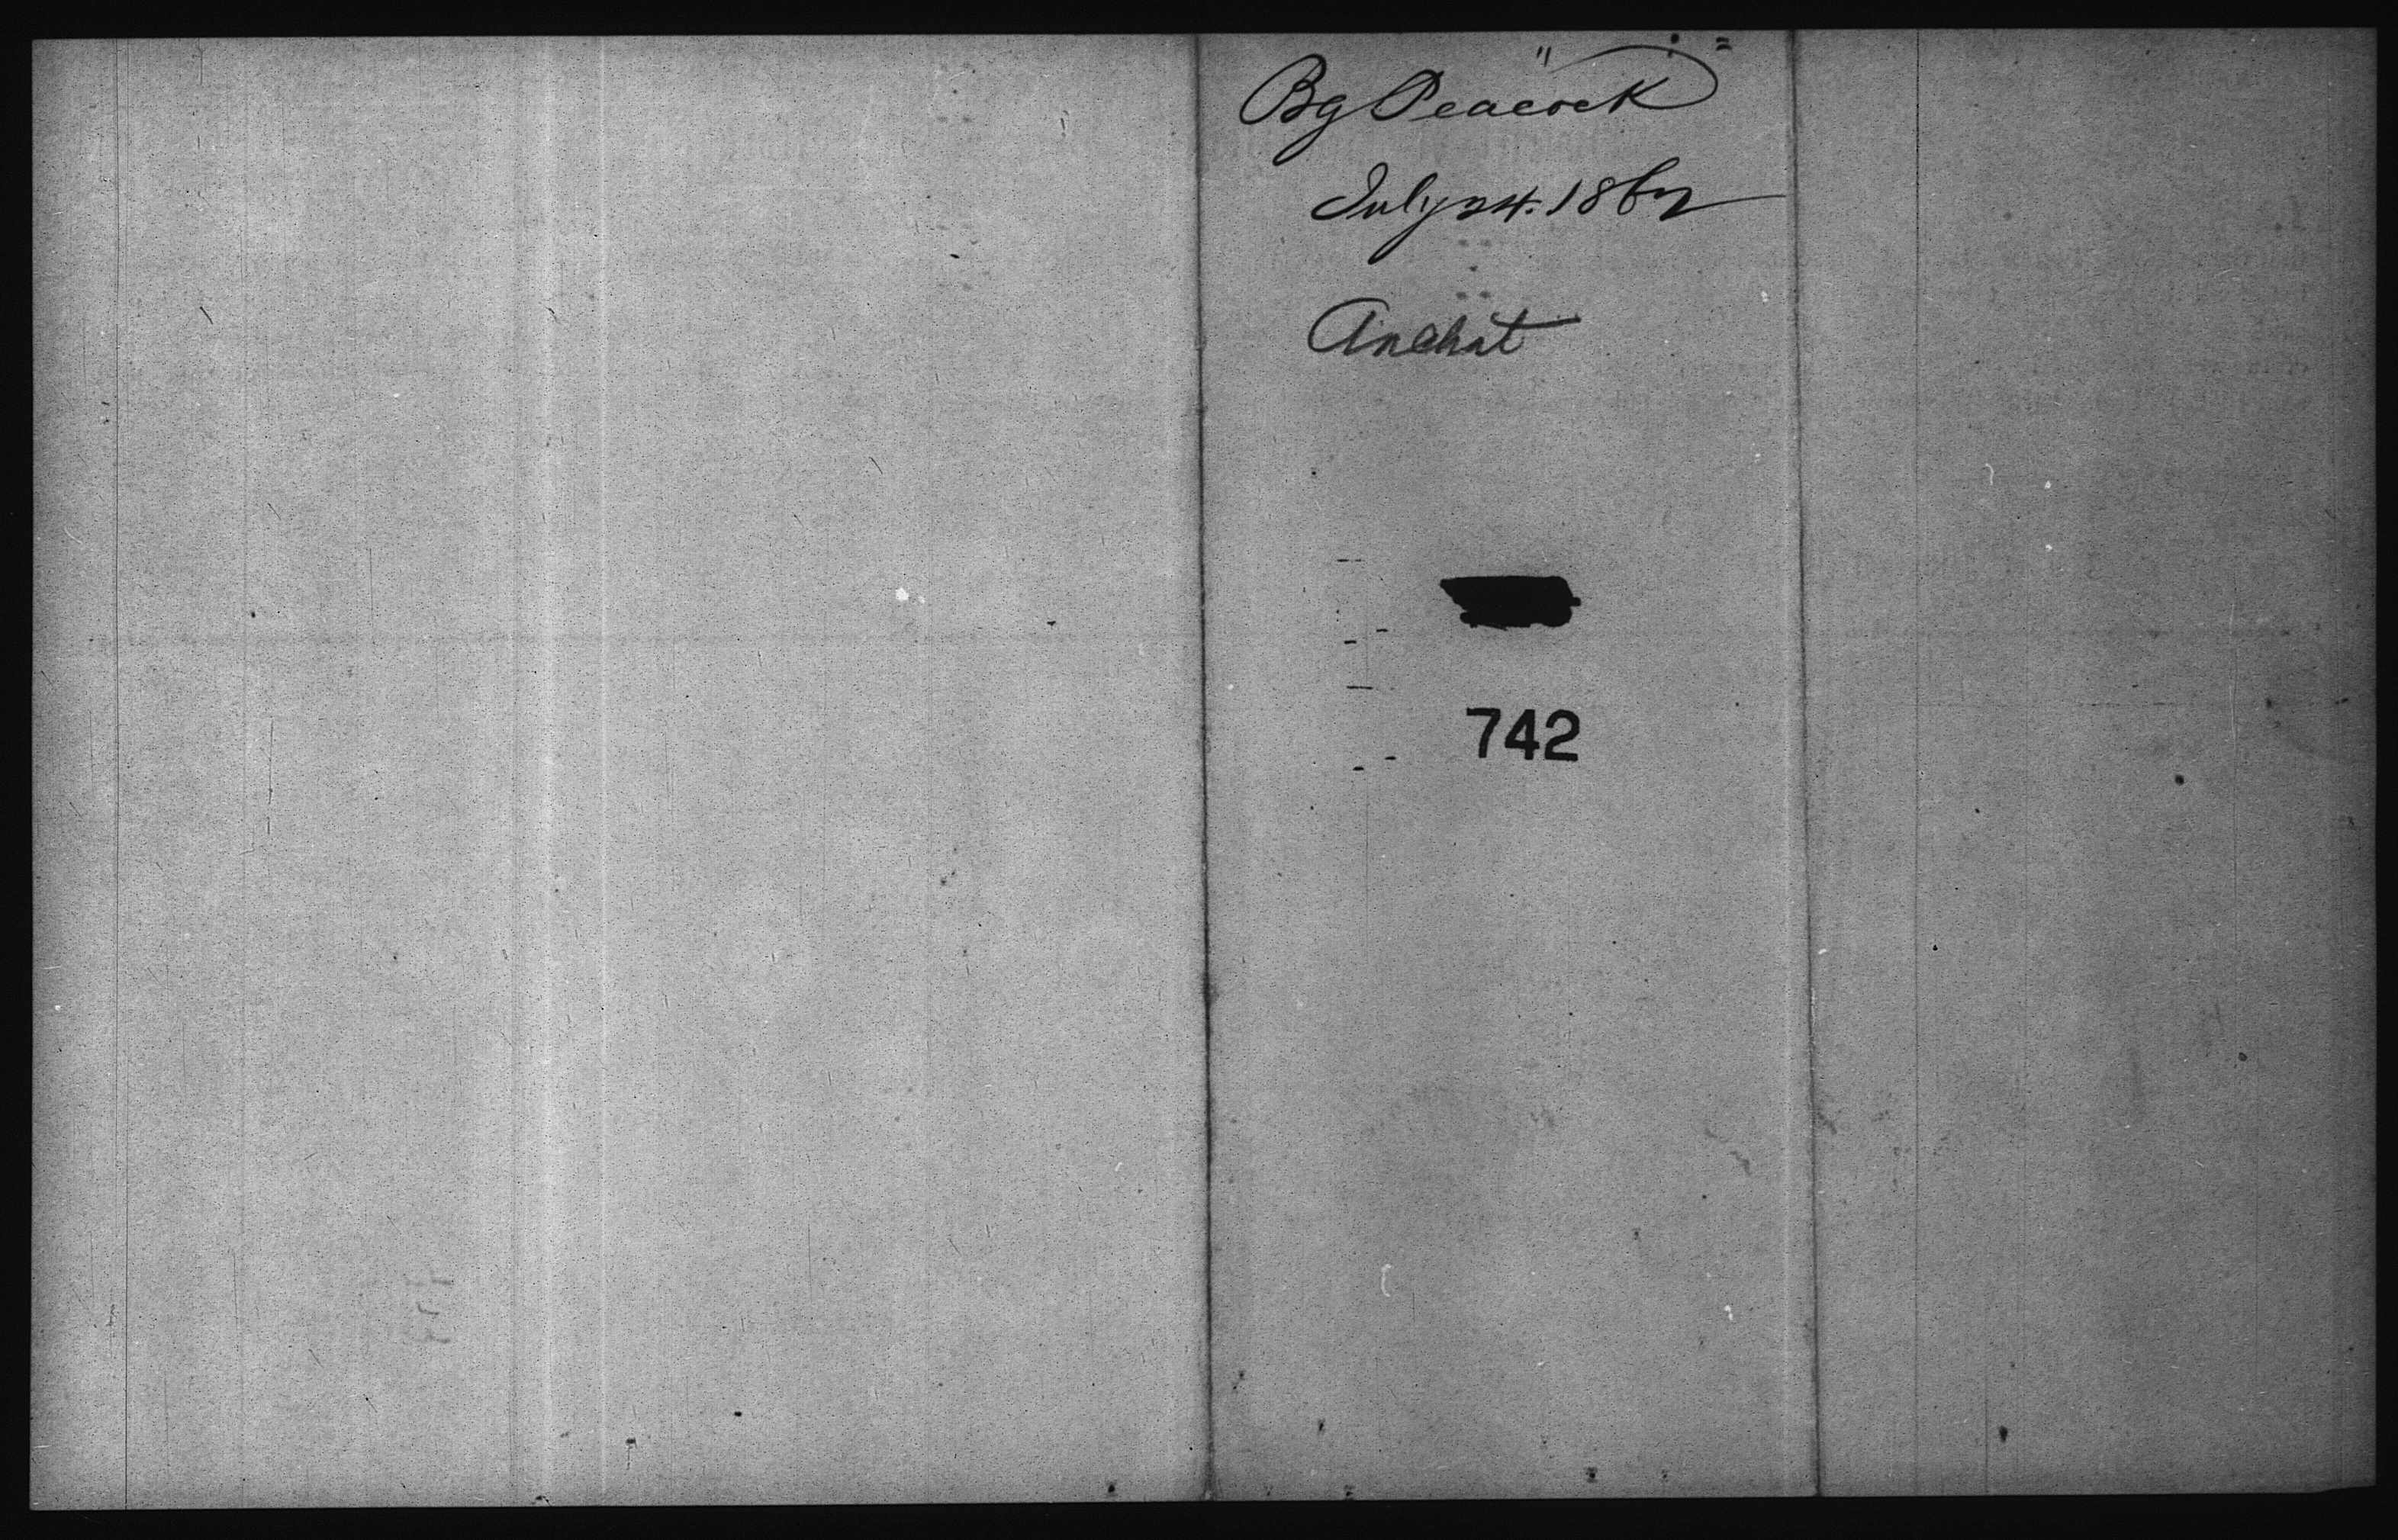 Bg Peacock
July 24. 1862
Anchat
742